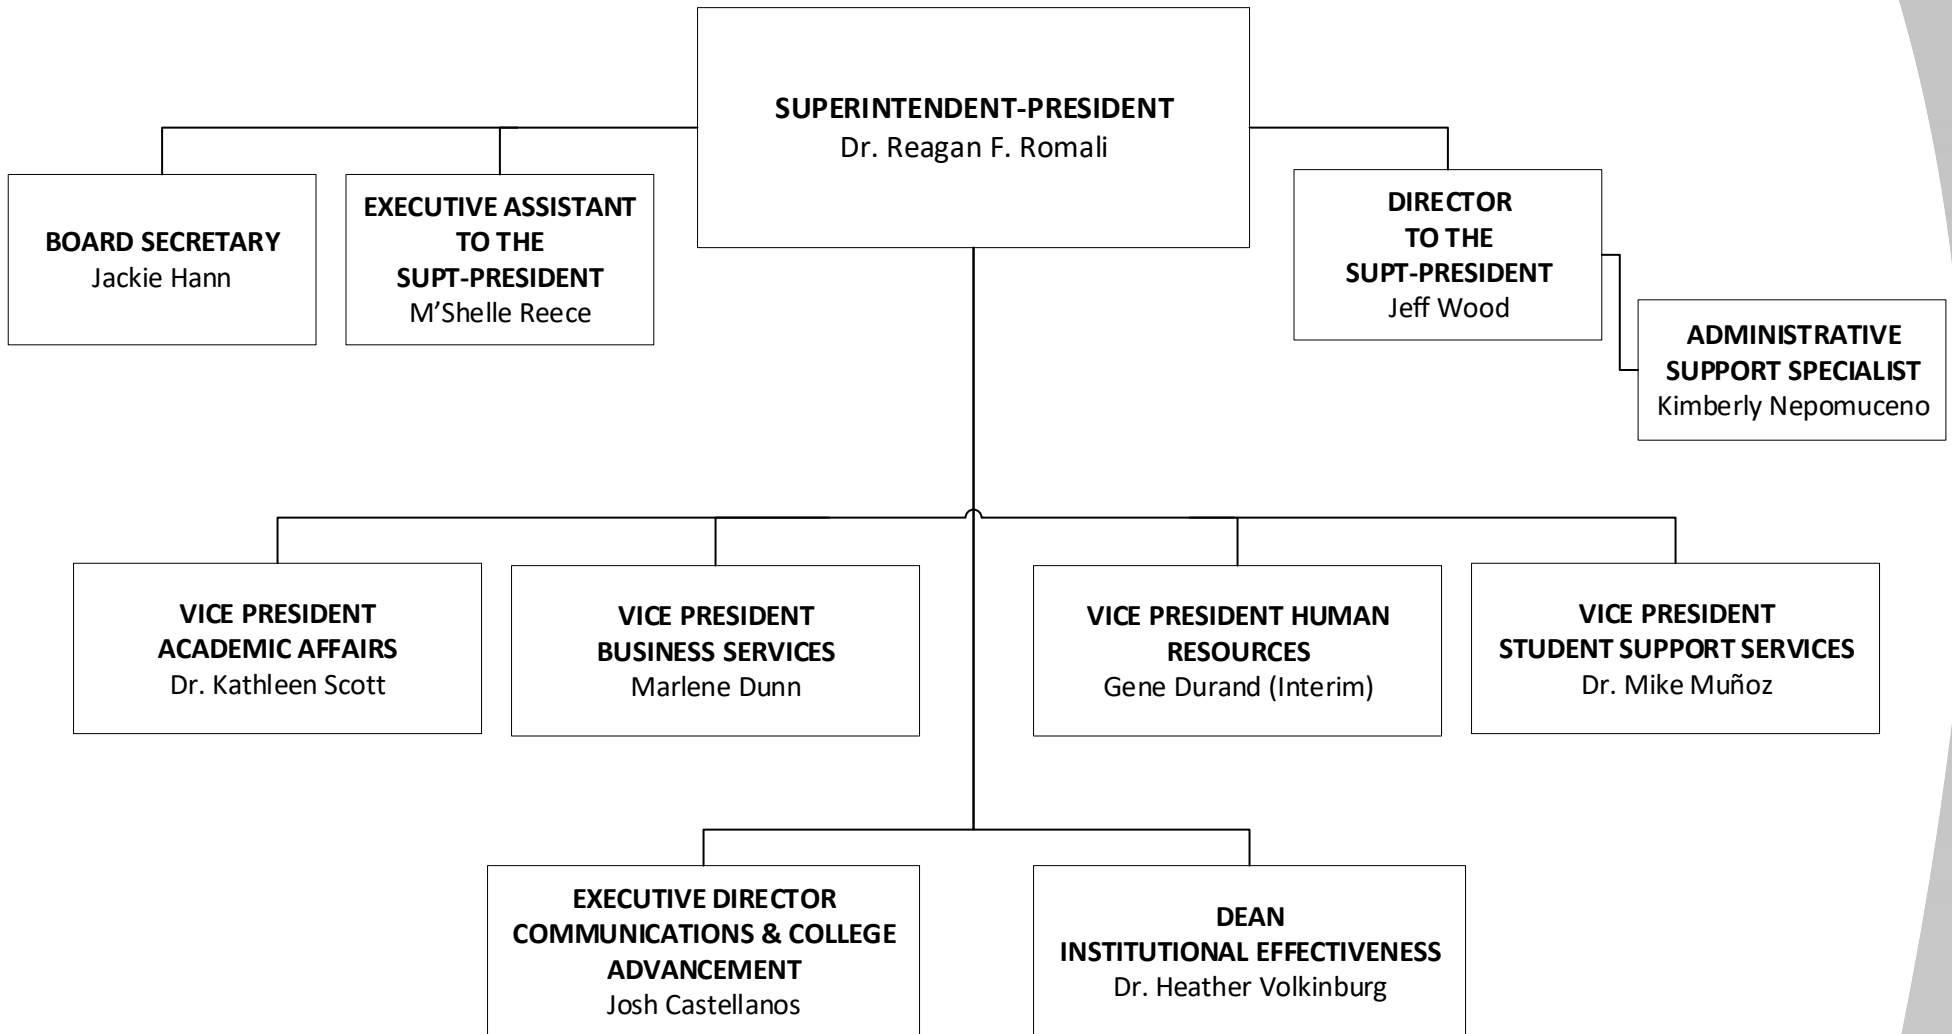 SUPERINTENDENT-PRESIDENT
Dr. Reagan F. Romali
BOARD SECRETARY
Jackie Hann
EXECUTIVE ASSISTANT
TO THE
SUPT-PRESIDENT
M’Shelle Reece
DIRECTOR
TO THE
SUPT-PRESIDENT
Jeff Wood
ADMINISTRATIVE
SUPPORT SPECIALIST
Kimberly Nepomuceno
VICE PRESIDENT
ACADEMIC AFFAIRS
Dr. Kathleen Scott
VICE PRESIDENT
BUSINESS SERVICES
Marlene Dunn
VICE PRESIDENT HUMAN
RESOURCES
Gene Durand (Interim)
VICE PRESIDENT
STUDENT SUPPORT SERVICES
Dr. Mike Muñoz
EXECUTIVE DIRECTOR
COMMUNICATIONS & COLLEGE
ADVANCEMENT
Josh Castellanos
DEAN
INSTITUTIONAL EFFECTIVENESS
Dr. Heather Volkinburg